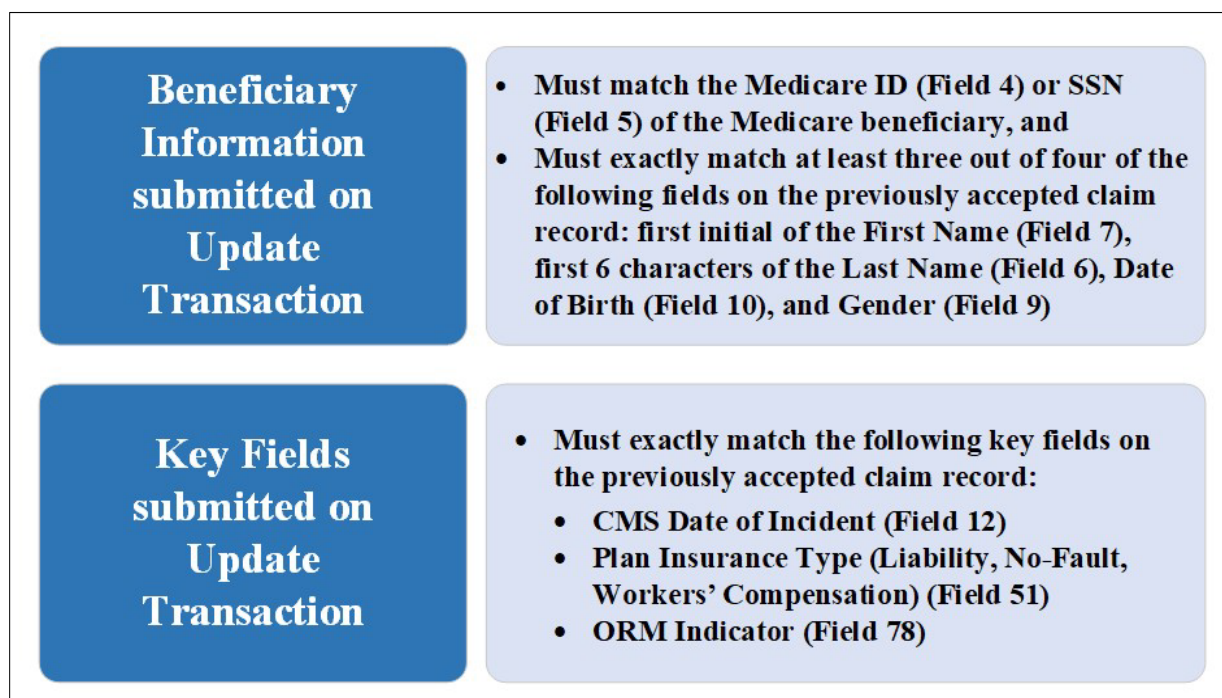 Beneficiary
Information
submitted on
Update
Transaction
• Must match the Medicare ID (Field 4) or SSN
(Field 5) of the Medicare beneficiary, and
• Must exactly match at least three out of four of the
following fields on the previously accepted claim
record: first initial of the First Name (Field 7),
first 6 characters of the Last Name (Field 6), Date
of Birth (Field 10), and Gender (Field 9)
Key Fields
submitted on
Update
Transaction
• Must exactly match the following key fields on
the previously accepted claim record:
• CMS Date of Incident (Field 12)
• Plan Insurance Type (Liability, No-Fault,
Workers’ Compensation) (Field 51)
• ORM Indicator (Field 78)